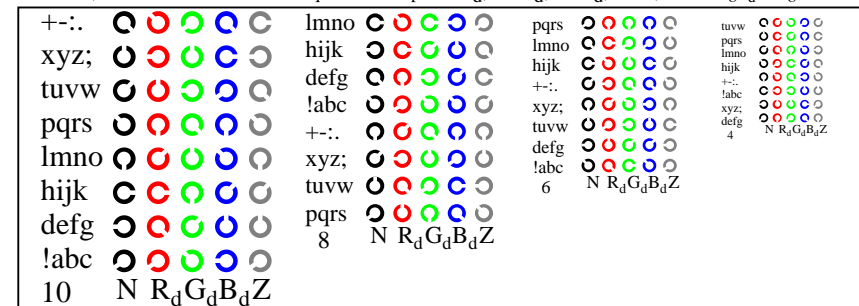 +-:.
xyz;
tuvw
pqrs
lmno
hijk
defg
!abc
10 N RdGdBdZ
lmno
hijk
defg
!abc
+-:.
xyz;
tuvw
pqrs
8 N RdGdBdZ
pqrs
lmno
hijk
+-:.
xyz;
tuvw
defg
!abc
6 N RdGdBdZ
tuvw
pqrs
lmno
hijk
+-:.
!abc
xyz;
defg
4 N RdGdBdZ